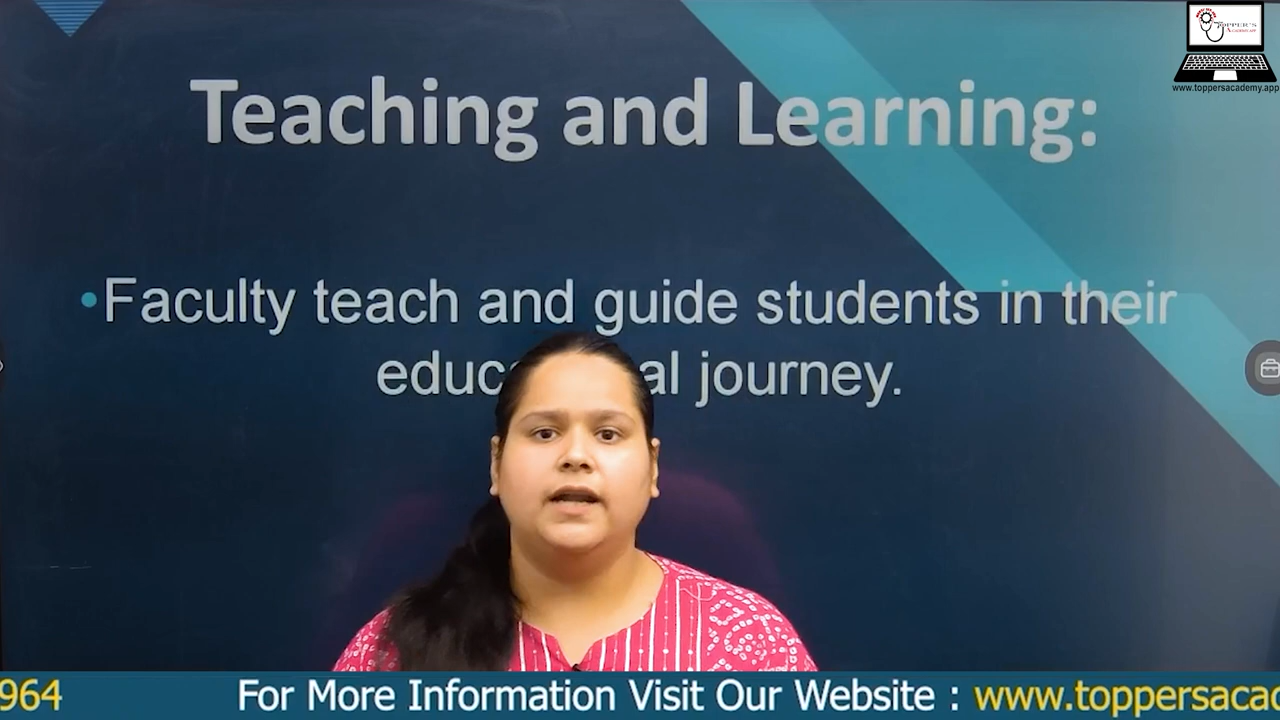 TOPPER'S
www.toppersacademy.app
Teaching and Learning:
•Faculty teach and guide students in their
al journey.
964 For More Information Visit Our Website : www.toppersacad